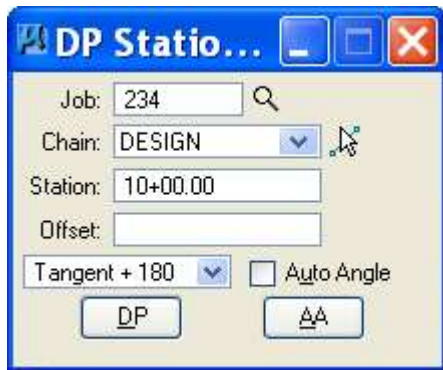 DP Statio...
Job: 234
Chain: DESIGN
Station: 10+00.00
Offset:
Tangent + 180 Auto Angle
DP AA